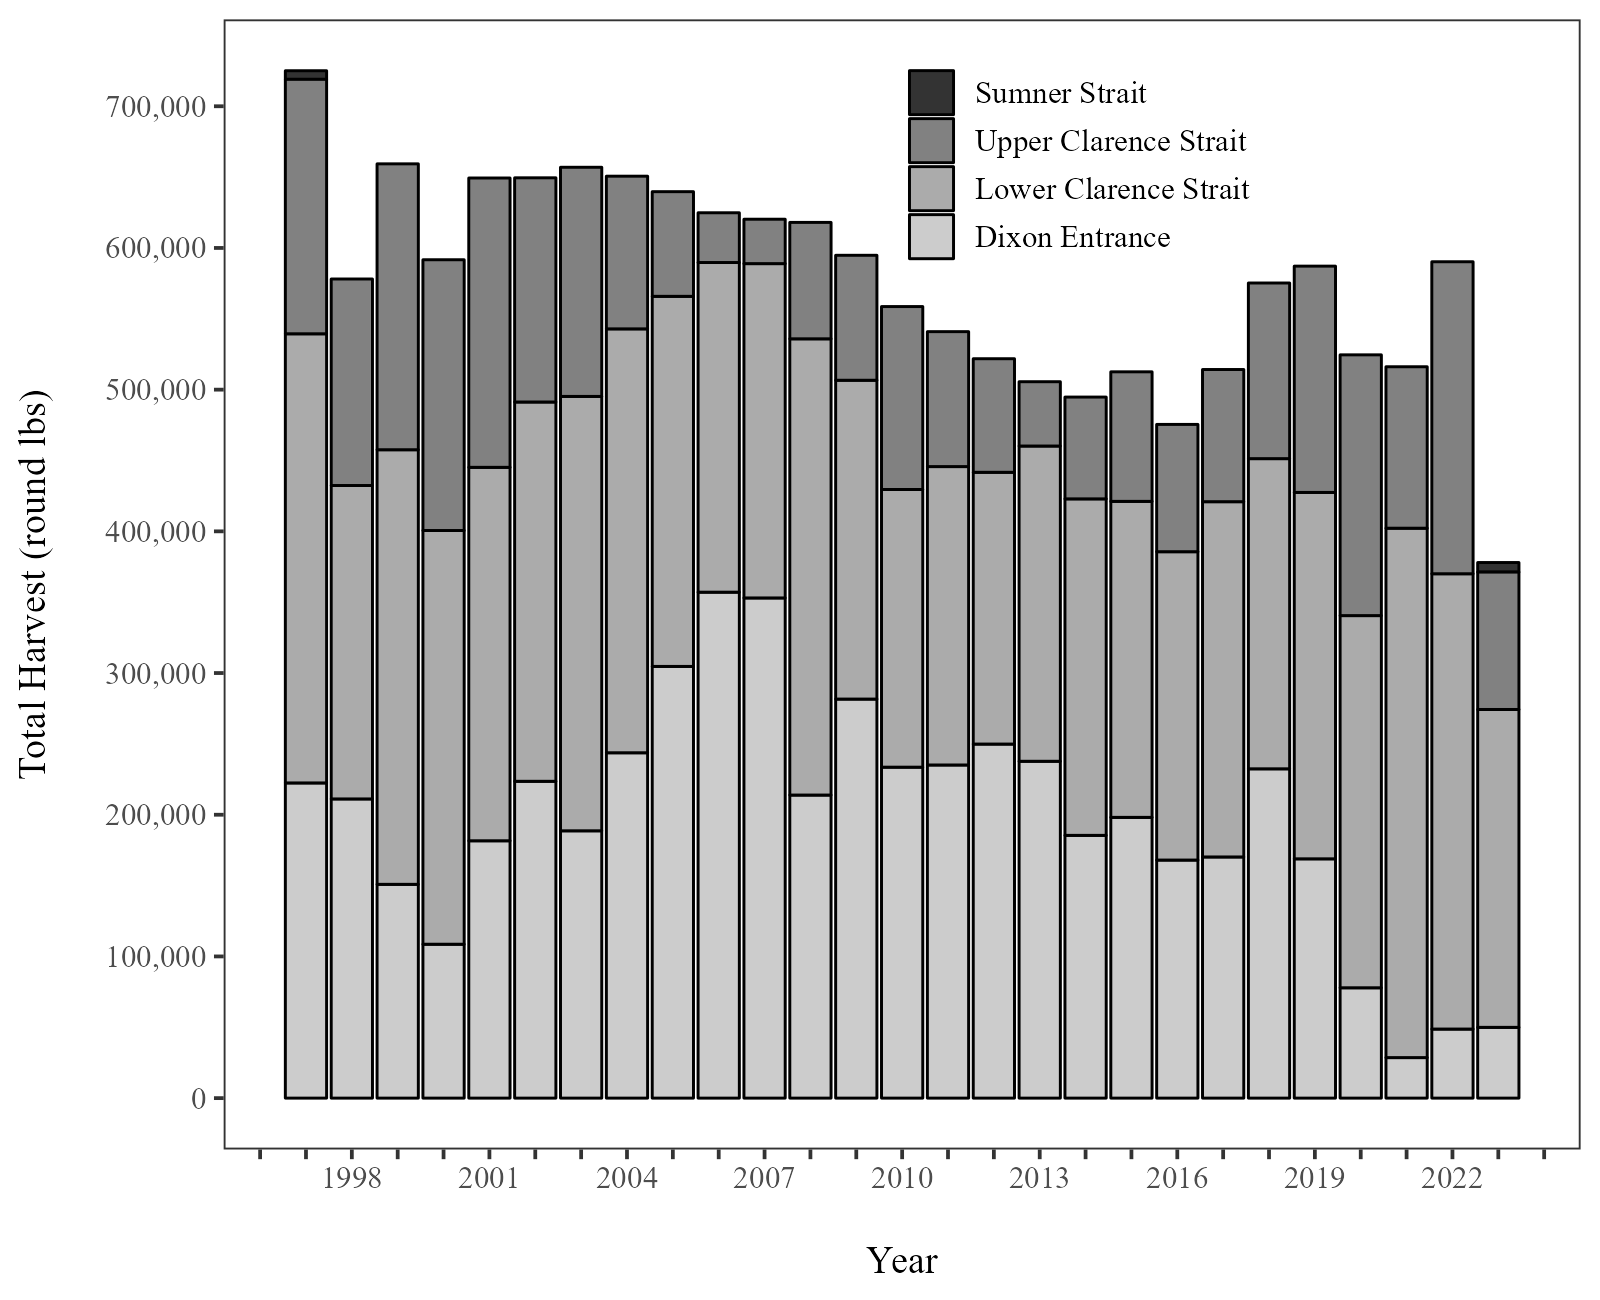 Sumner Strait
Upper Clarence Strait
Lower Clarence Strait
Dixon Entrance
Total Harvest (round lbs)
700,000
600,000
500,000
400,000
300,000
200,000
100,000
0
1998 2001 2004 2007 2010 2013 2016 2019 2022
Year